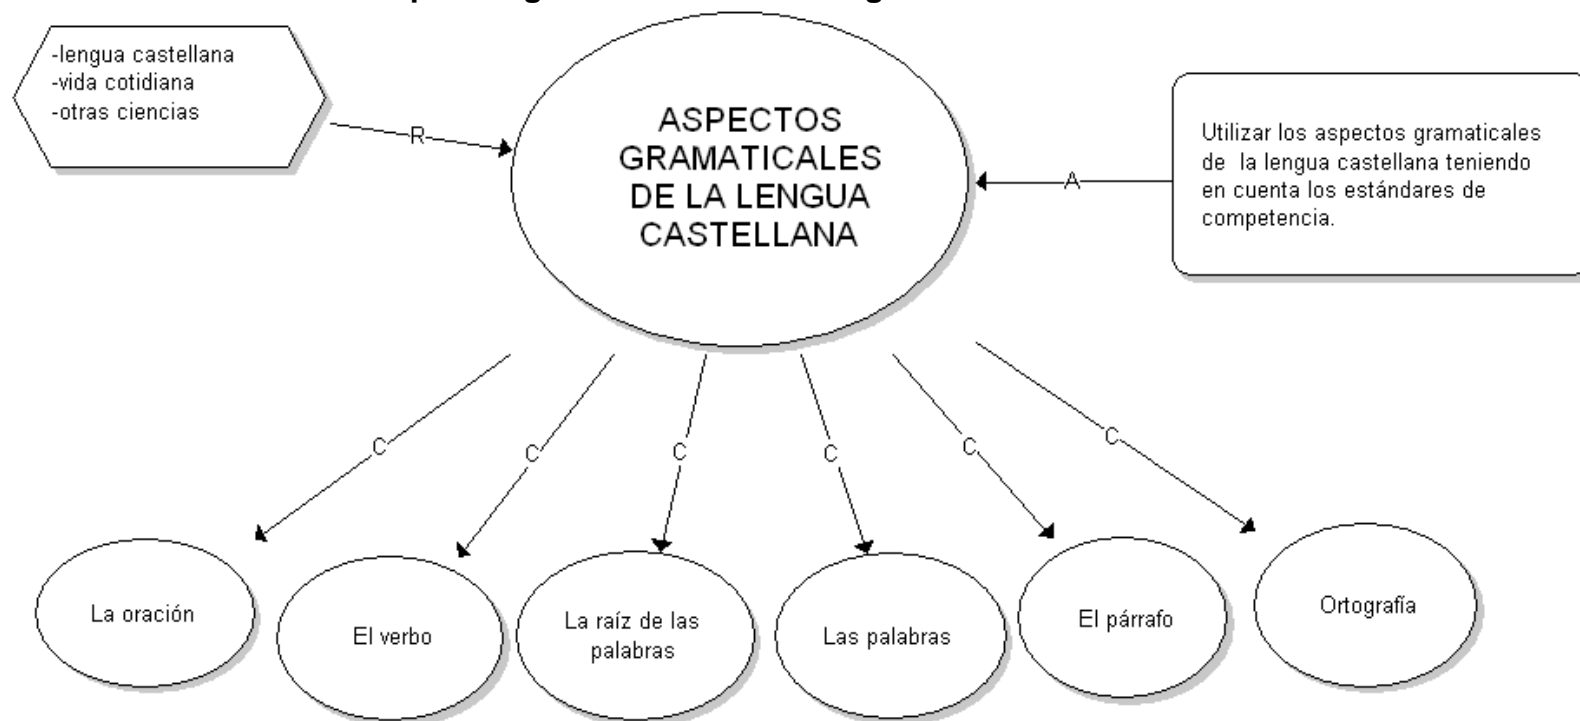 -lengua castellana
-vida cotidiana
-otras ciencias
R
ASPECTOS
GRAMATICALES
DE LA LENGUA
CASTELLANA
A
Utilizar los aspectos gramaticales
de la lengua castellana teniendo
en cuenta los estándares de
competencia.
C
C
C
C
C
C
La oración
El verbo
La raíz de las
palabras
Las palabras
El párrafo
Ortografía